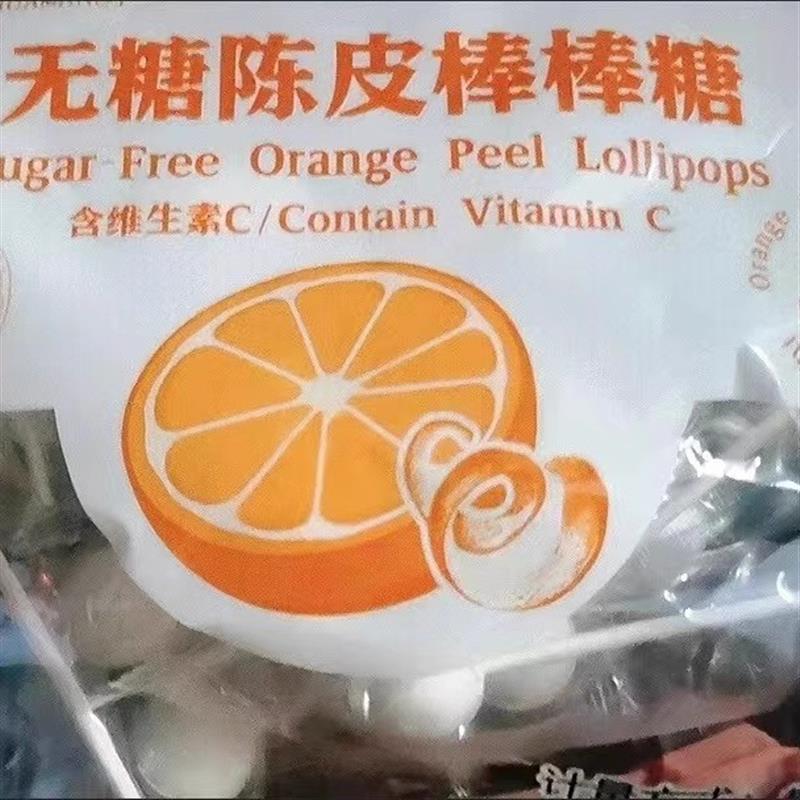 无糖陈皮棒棒糖
ugar-Free Orange Peel Lollipops
含维生素C/Contain Vitamin C
Orange